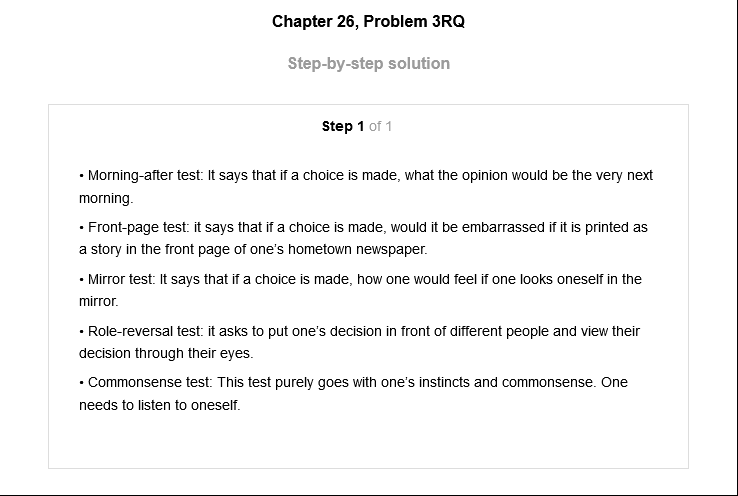 Chapter 26, Problem 3RQ
Step-by-step solution
Step 1 of 1
• Morning-after test: It says that if a choice is made, what the opinion would be the very next
morning.
• Front-page test: it says that if a choice is made, would it be embarrassed if it is printed as
a story in the front page of one's hometown newspaper.
• Mirror test: It says that if a choice is made, how one would feel if one looks oneself in the
mirror.
• Role-reversal test: it asks to put one's decision in front of different people and view their
decision through their eyes.
• Commonsense test: This test purely goes with one's instincts and commonsense. One
needs to listen to oneself.